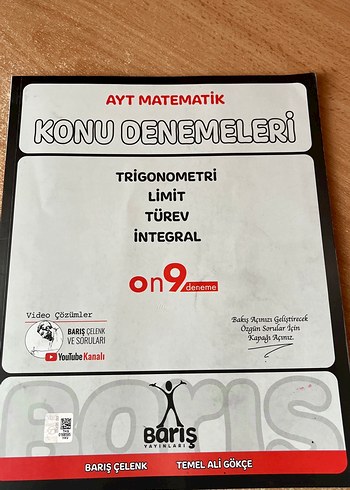 AYT MATEMATİK
KONU DENEMELERİ
TRİGONOMETRİ
LİMİT
TÜREV
İNTEGRAL
on9 deneme
Video Çözümler
BARIŞ ÇELENK
VE SORULARI
YouTube Kanalı
Bakış Açınızı Geliştirecek
Özgün Sorular İçin
Kapağı Açınız.
BARIŞ
Barış
YAYINLARI
BARIŞ ÇELENK TEMEL ALİ GÖKÇE